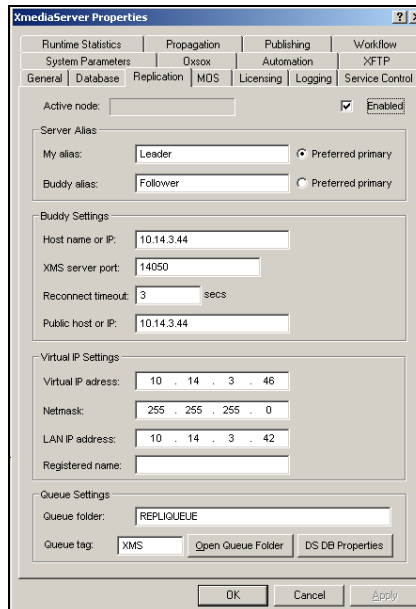 XmediaServer Properties ? x
Runtime Statistics Propagation Publishing Workflow
System Parameters Oxsox Automation XFTP
General Database Replication MOS Licensing Logging Service Control
Active node: Enabled
Server Alias
My alias: Leader Preferred primary
Buddy alias: Follower Preferred primary
Buddy Settings
Host name or IP: 10.14.3.44
XMS server port: 14050
Reconnect timeout: 3 secs
Public host or IP: 10.14.3.44
Virtual IP Settings
Virtual IP adress: 10 . 14 . 3 . 46
Netmask: 255 . 255 . 255 . 0
LAN IP address: 10 . 14 . 3 . 42
Registered name:
Queue Settings
Queue folder: REPLIQUEUE
Queue tag: XMS Open Queue Folder DS DB Properties
OK Cancel Apply